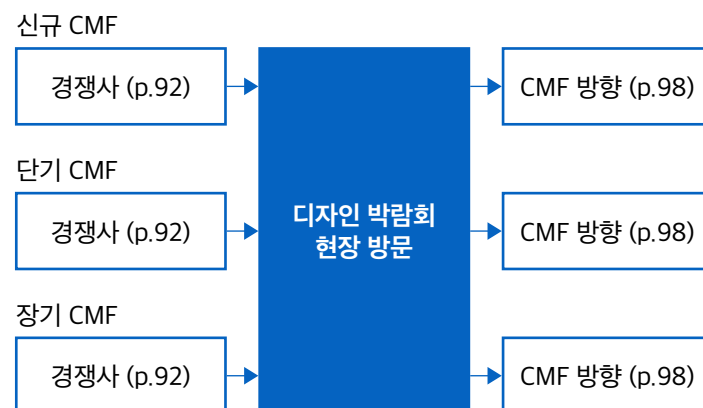 신규 CMF
경쟁사 (p.92)
CMF 방향 (p.98)
단기 CMF
경쟁사 (p.92)
디자인 박람회
현장 방문
CMF 방향 (p.98)
장기 CMF
경쟁사 (p.92)
CMF 방향 (p.98)